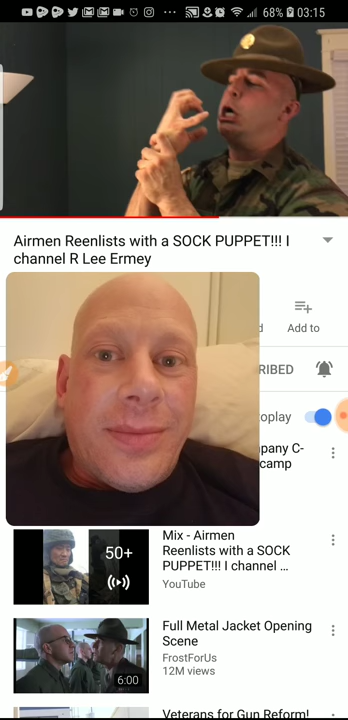 68% 03:15
Airmen Reenlists with a SOCK PUPPET!!! I
channel R Lee Ermey
Add to
RIBED
oplay
pany C-
camp
50+
Mix - Airmen
Reenlists with a SOCK
PUPPET!!! I channel ...
YouTube
Full Metal Jacket Opening
Scene
FrostForUs
12M views
6:00
Veterans for Gun Reform!